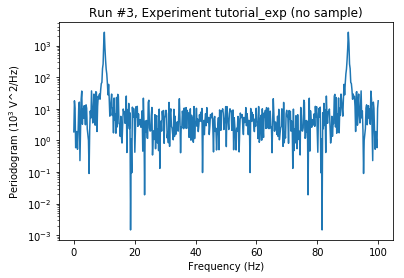 Run #3, Experiment tutorial_exp (no sample)
Periodogram (10³ V^2/Hz)
10³
10²
10¹
10⁰
10⁻¹
10⁻²
10⁻³
0 20 40 60 80 100
Frequency (Hz)